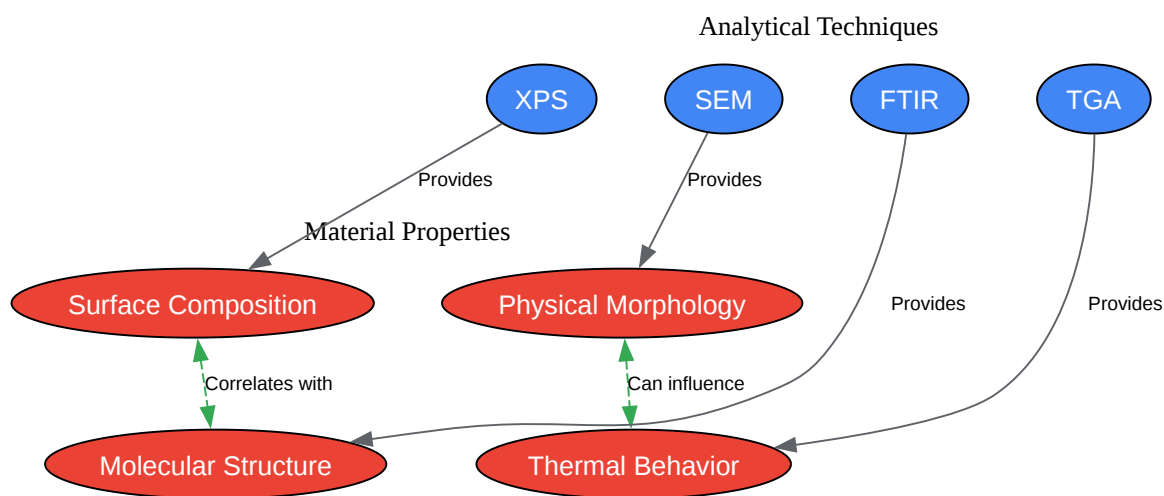 Analytical Techniques
XPS
SEM
FTIR
TGA
Provides
Provides
Material Properties
Surface Composition
Physical Morphology
Provides
Provides
Correlates with
Can influence
Molecular Structure
Thermal Behavior